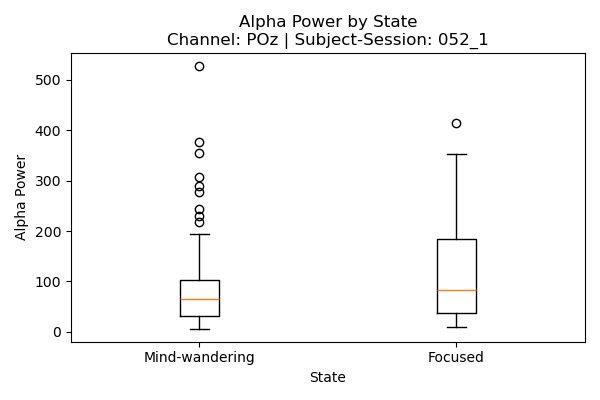 Alpha Power by State
Channel: POz | Subject-Session: 052_1
Alpha Power
500
400
300
200
100
0
Mind-wandering
Focused
State